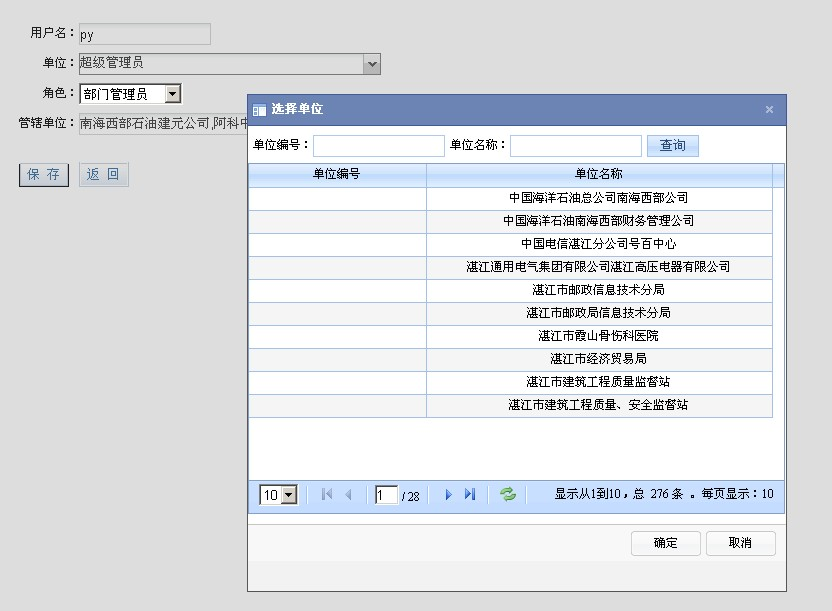 用户名：py
单位：超级管理员
角色：部门管理员
管辖单位：南海西部石油建元公司,阿科中
保 存 返 回
选择单位 ×
单位编号： 单位名称： 查询
单位编号 单位名称
中国海洋石油总公司南海西部公司
中国海洋石油南海西部财务管理公司
中国电信湛江分公司号百中心
湛江通用电气集团有限公司湛江高压电器有限公司
湛江市邮政信息技术分局
湛江市邮政局信息技术分局
湛江市霞山骨伤科医院
湛江市经济贸易局
湛江市建筑工程质量监督站
湛江市建筑工程质量、安全监督站
10 1 / 28 显示从1到10，总 276 条 。每页显示：10
确定 取消